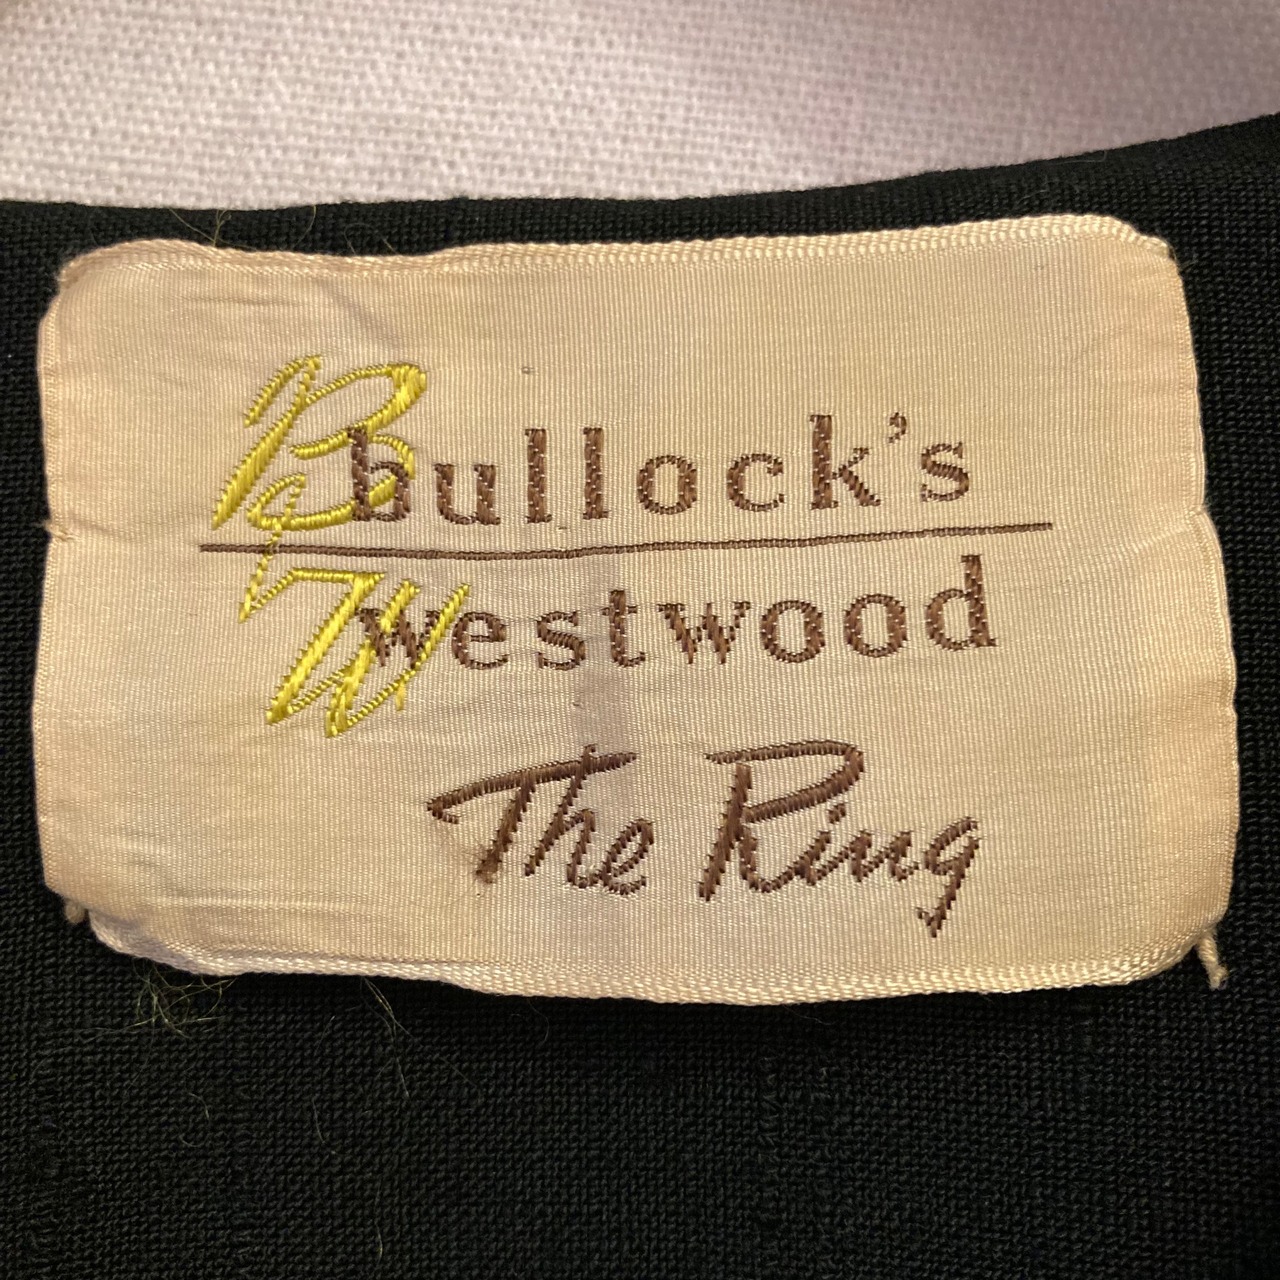 B
bullock's
W
westwood
The Ring